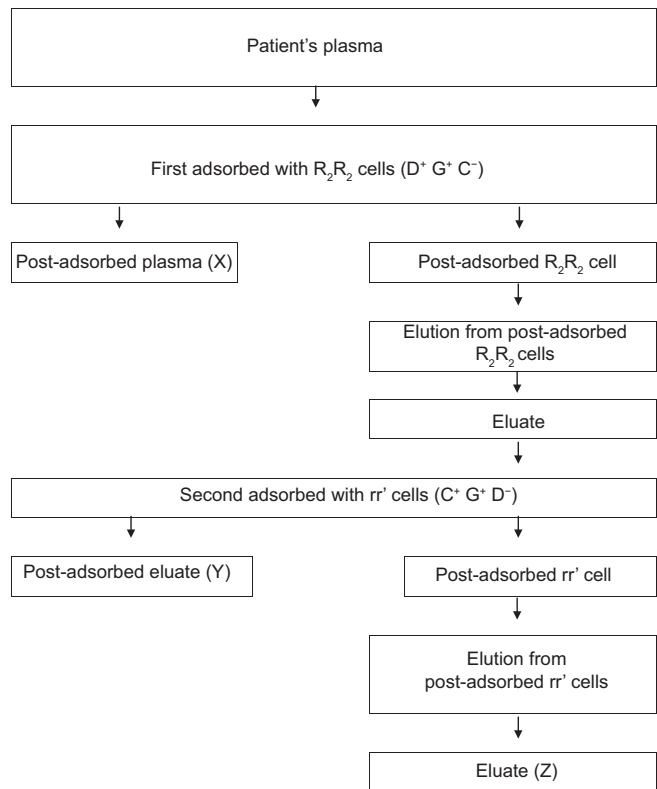 Patient's plasma
First adsorbed with R₂R₂ cells (D⁺ G⁺ C⁻)
Post-adsorbed plasma (X)
Post-adsorbed R₂R₂ cell
Elution from post-adsorbed
R₂R₂ cells
Eluate
Second adsorbed with rr' cells (C⁺ G⁺ D⁻)
Post-adsorbed eluate (Y)
Post-adsorbed rr' cell
Elution from
post-adsorbed rr' cells
Eluate (Z)